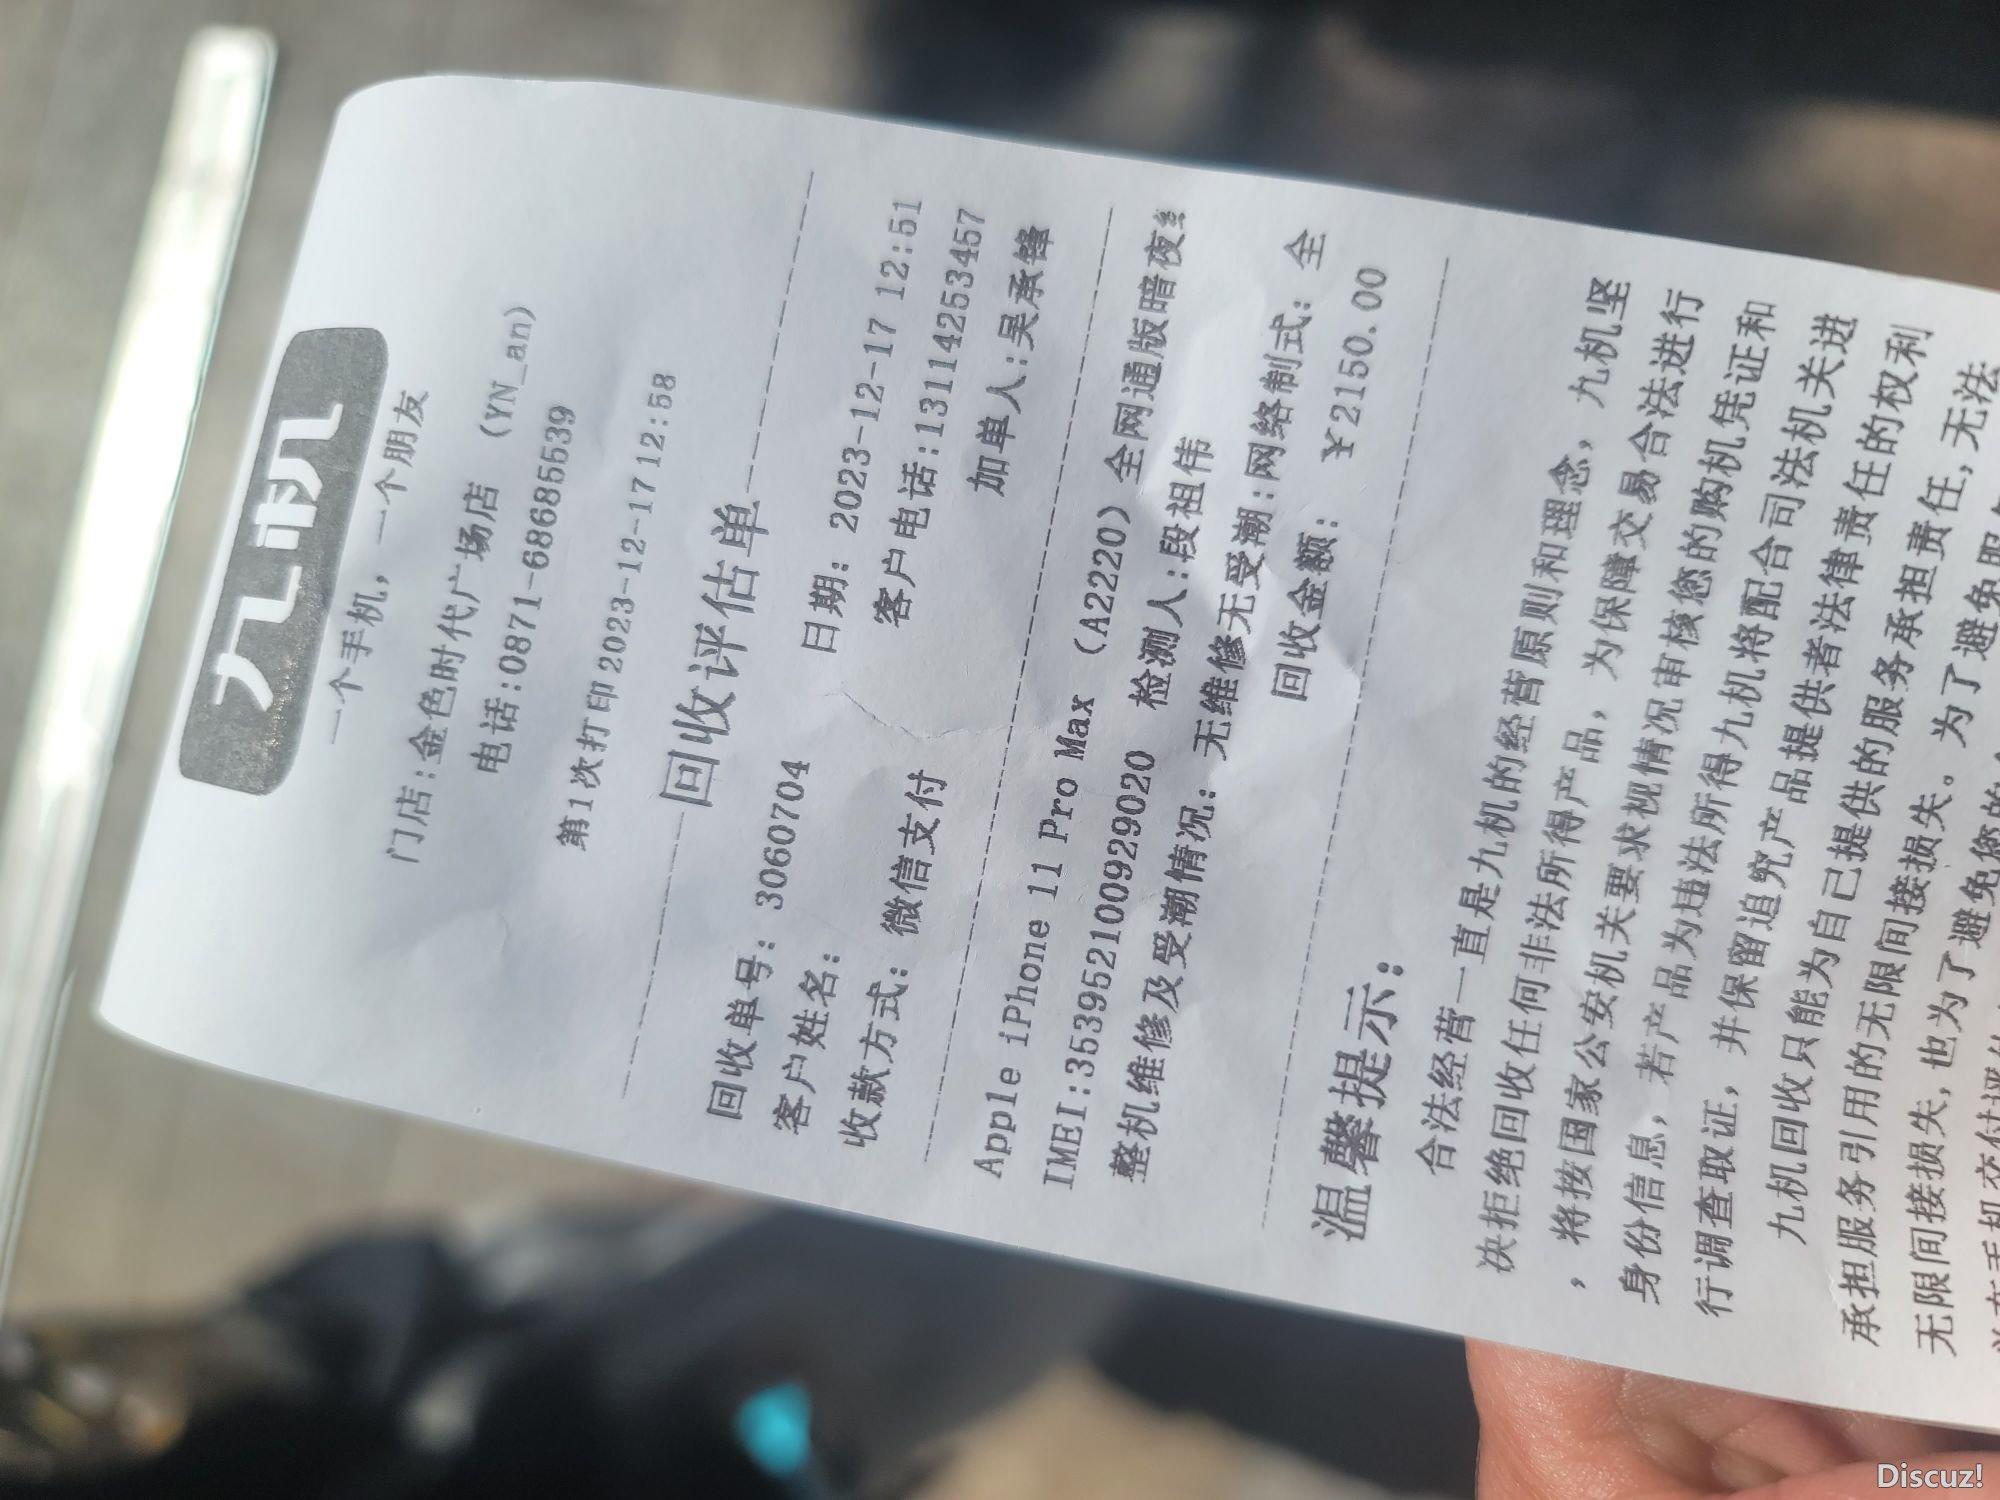 九机
一个手机，一个朋友
门店:金色时代广场店 (YN_an)
电话:0871-68685539
第1次打印2023-12-17 12:58
回收评估单
回收单号: 3060704 日期: 2023-12-17 12:51
客户姓名: 客户电话:13114253457
收款方式: 微信支付 加单人:吴承锋
Apple iPhone 11 Pro Max (A2220) 全网通版暗夜
IMEI:353952100929020 检测人:段祖伟
整机维修及受潮情况: 无维修无受潮:网络制式: 全
回收金额: ￥2150.00
温馨提示:
合法经营一直是九机的经营原则和理念, 九机坚
决拒绝回收任何非法所得产品, 为保障交易合法进行
, 将按国家公安机关要求视情况审核您的购机凭证和
身份信息, 若产品为违法所得九机将配合司法机关进
行调查取证, 并保留追究产品提供者法律责任的权利
九机回收只能为自己提供的服务承担责任,无法
承担服务引用的无限间接损失。为了避免服
无限间接损失,也为了避免您的
Discuz!